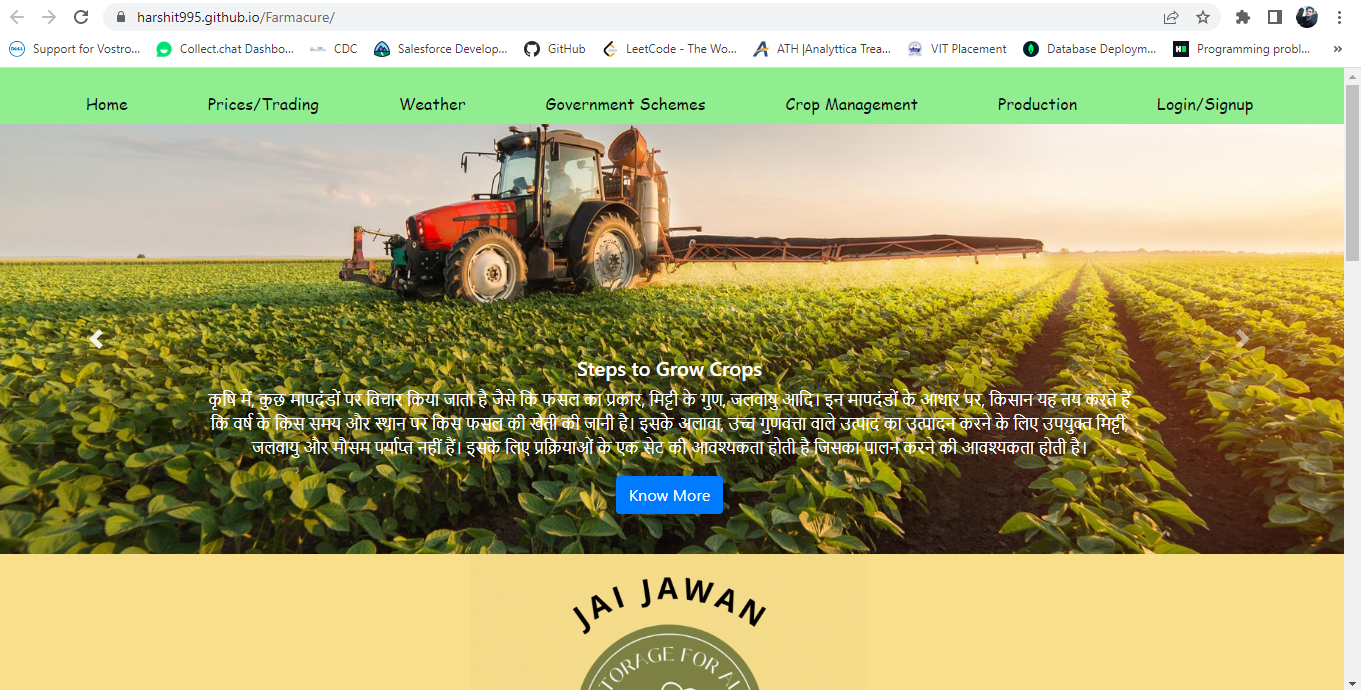 harshit995.github.io/Farmacure/
Support for Vostro... Collect.chat Dashbo... CDC Salesforce Develop... GitHub LeetCode - The Wo... ATH |Analyttica Trea... VIT Placement Database Deploym... Programming probl... »
Home Prices/Trading Weather Government Schemes Crop Management Production Login/Signup
Steps to Grow Crops
कृषि में, कुछ मापदंडों पर विचार किया जाता है जैसे कि फसल का प्रकार, मिट्टी के गुण, जलवायु आदि। इन मापदंडों के आधार पर, किसान यह तय करते हैं
कि वर्ष के किस समय और स्थान पर किस फसल की खेती की जानी है। इसके अलावा, उच्च गुणवत्ता वाले उत्पाद का उत्पादन करने के लिए उपयुक्त मिट्टी,
जलवायु और मौसम पर्याप्त नहीं हैं। इसके लिए प्रक्रियाओं के एक सेट की आवश्यकता होती है जिसका पालन करने की आवश्यकता होती है।
Know More
JAI JAWAN
TORAGE FOR AL